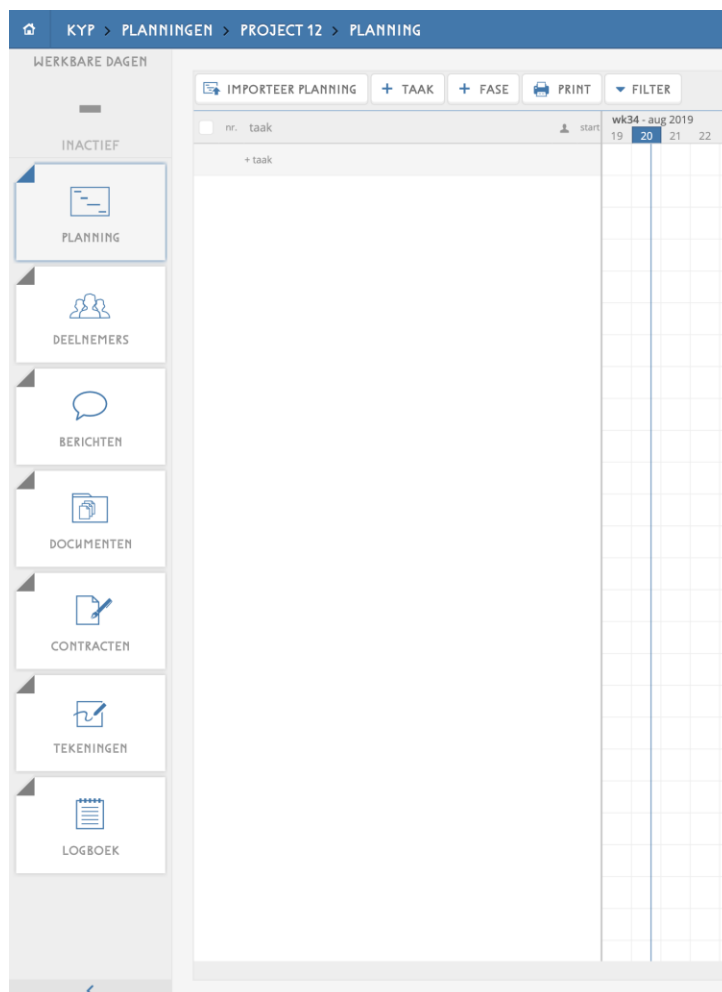 KYP > PLANNINGEN > PROJECT 12 > PLANNING
WERKBARE DAGEN
INACTIEF
PLANNING
DEELNEMERS
BERICHTEN
DOCUMENTEN
CONTRACTEN
TEKENINGEN
LOGBOEK
IMPORTEER PLANNING + TAAK + FASE PRINT FILTER
nr. taak start
wk34 - aug 2019
19 20 21 22
+ taak